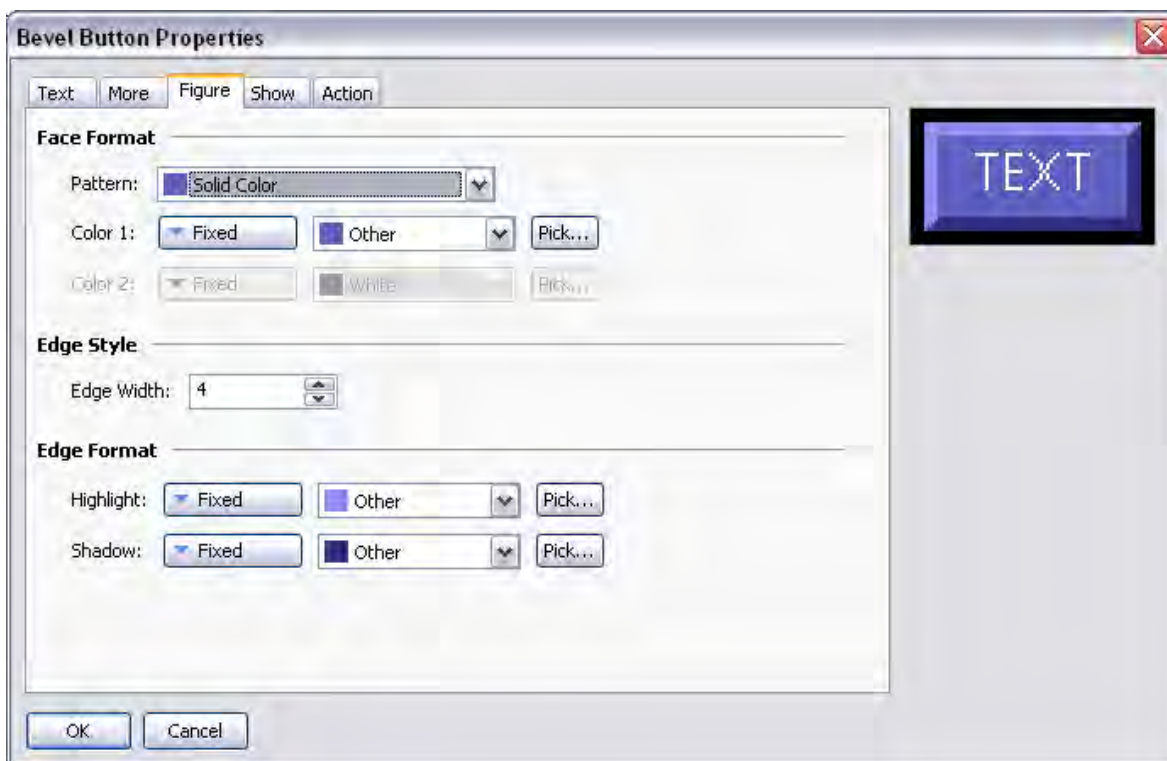 Bevel Button Properties
Text More Figure Show Action
Face Format
Pattern: Solid Color
Color 1: Fixed Other Pick...
Color 2: Fixed White Pick...
Edge Style
Edge Width: 4
Edge Format
Highlight: Fixed Other Pick...
Shadow: Fixed Other Pick...
OK Cancel
TEXT